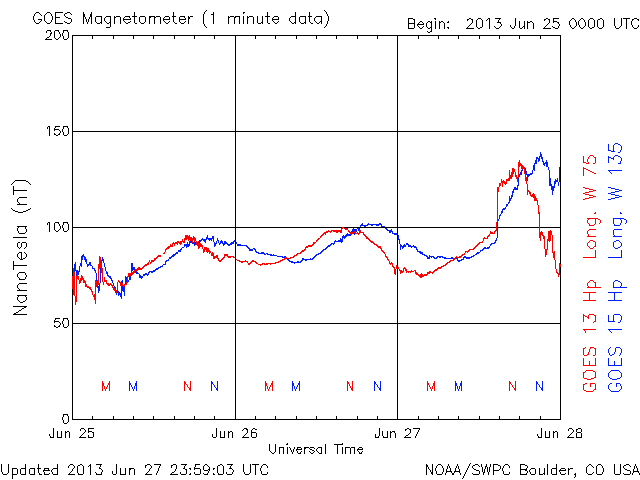 GOES Magnetometer (1 minute data)
Begin: 2013 Jun 25 0000 UTC
200
150
100
50
0
NanoTesla (nT)
GOES 13 Hp Long. W 75
GOES 15 Hp Long. W 135
M M N N M M N N M M N N
Jun 25 Jun 26 Jun 27 Jun 28
Universal Time
Updated 2013 Jun 27 23:59:03 UTC
NOAA/SWPC Boulder, CO USA